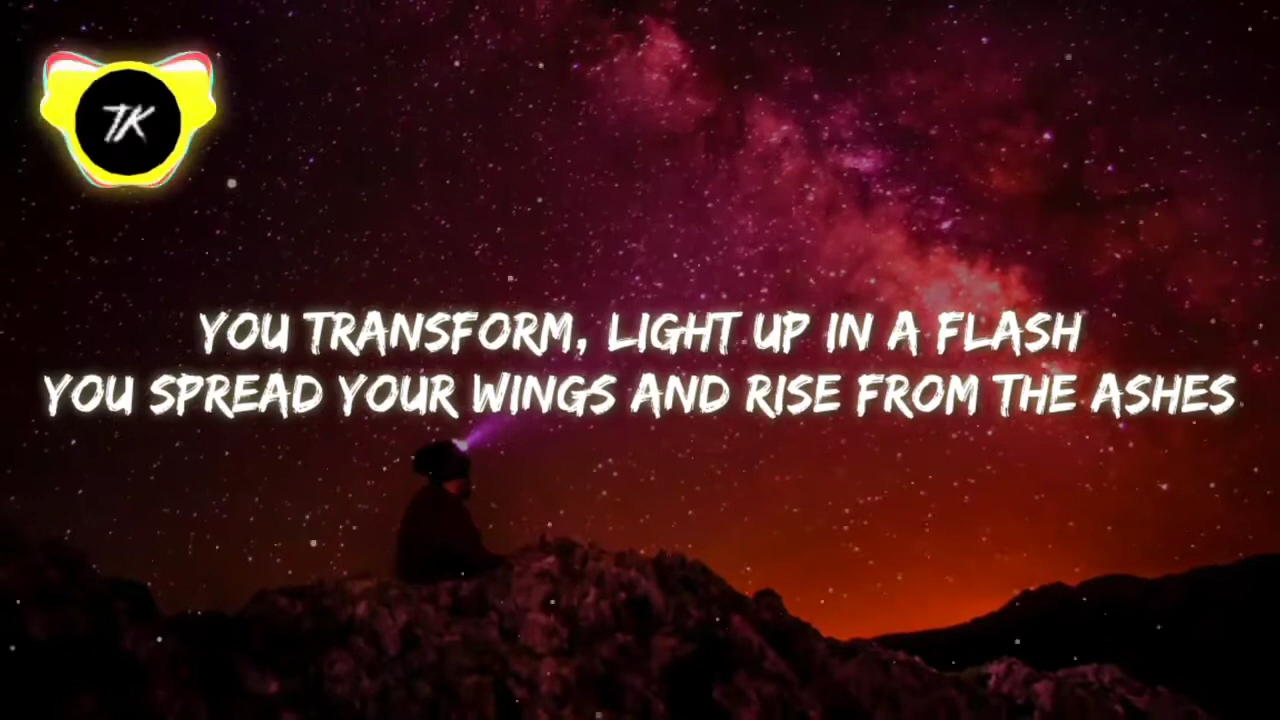 TK
YOU TRANSFORM, LIGHT UP IN A FLASH
YOU SPREAD YOUR WINGS AND RISE FROM THE ASHES